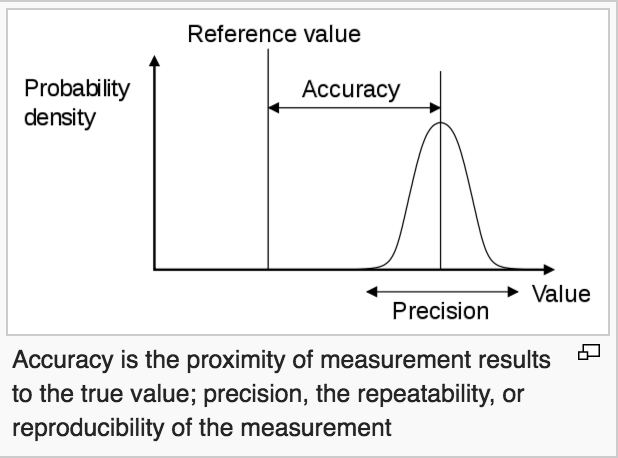 Reference value
Probability
density
Accuracy
Value
Precision
Accuracy is the proximity of measurement results
to the true value; precision, the repeatability, or
reproducibility of the measurement